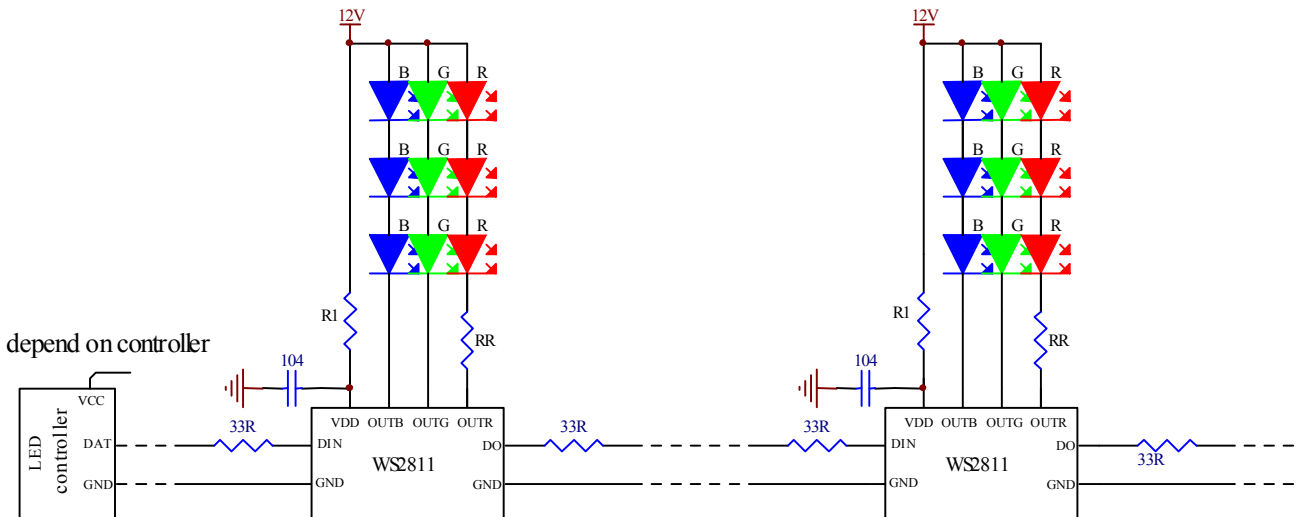 12V
12V
B G R
B G R
B G R
B G R
B G R
B G R
R1
RR
R1
RR
depend on controller
104
104
VCC
LED controller
DAT
GND
33R
VDD OUTB OUTG OUTR
DIN
DO
WS2811
GND
GND
33R
33R
VDD OUTB OUTG OUTR
DIN
DO
WS2811
GND
GND
33R